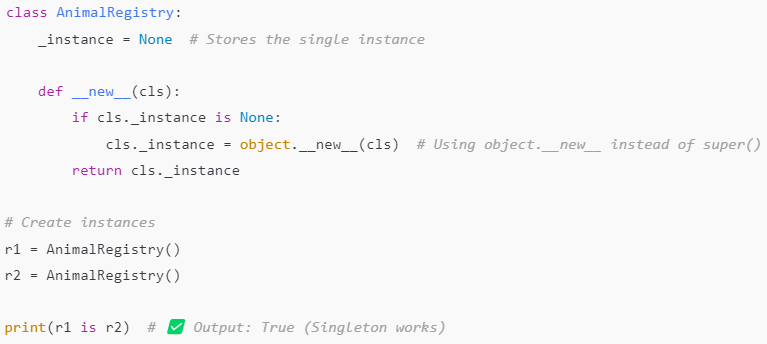 class AnimalRegistry:
    _instance = None  # Stores the single instance
    def __new__(cls):
        if cls._instance is None:
            cls._instance = object.__new__(cls)  # Using object.__new__ instead of super()
        return cls._instance
# Create instances
r1 = AnimalRegistry()
r2 = AnimalRegistry()
print(r1 is r2)  # ✅ Output: True (Singleton works)